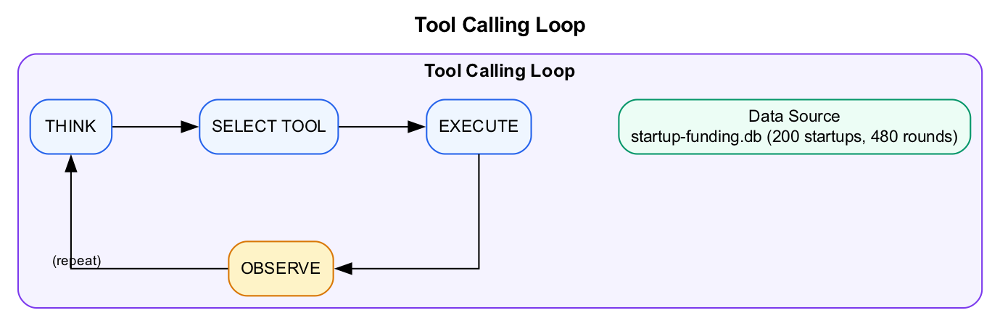 Tool Calling Loop
Tool Calling Loop
THINK
SELECT TOOL
EXECUTE
Data Source
startup-funding.db (200 startups, 480 rounds)
(repeat)
OBSERVE